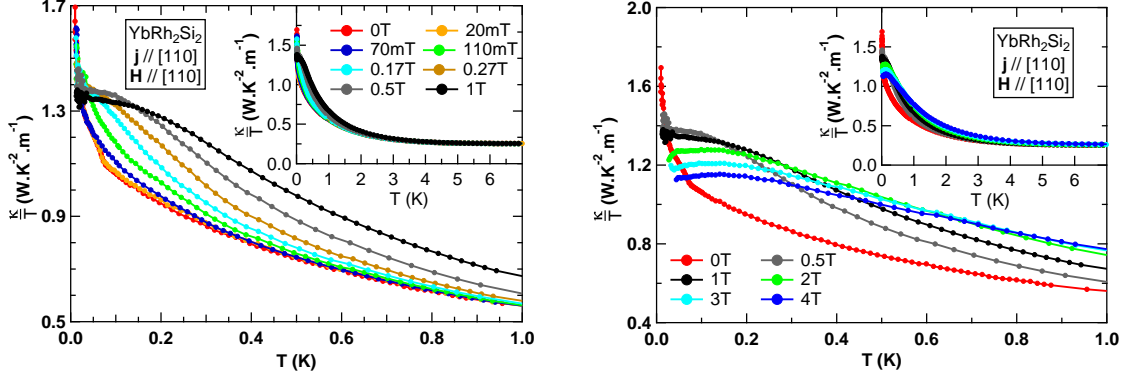 1.7
1.3
0.9
0.5
κ/T (W.K⁻².m⁻¹)
0.0 0.2 0.4 0.6 0.8 1.0
T (K)
YbRh₂Si₂
j // [110]
H // [110]
0T 20mT
70mT 110mT
0.17T 0.27T
0.5T 1T
1.5
1.0
0.5
0.0
κ/T (W.K⁻².m⁻¹)
0 1 2 3 4 5 6
T (K)
2.0
1.6
1.2
0.8
0.4
κ/T (W.K⁻².m⁻¹)
0.0 0.2 0.4 0.6 0.8 1.0
T (K)
0T 0.5T
1T 2T
3T 4T
YbRh₂Si₂
j // [110]
H // [110]
1.5
1.0
0.5
0.0
κ/T (W.K⁻².m⁻¹)
0 1 2 3 4 5 6
T (K)